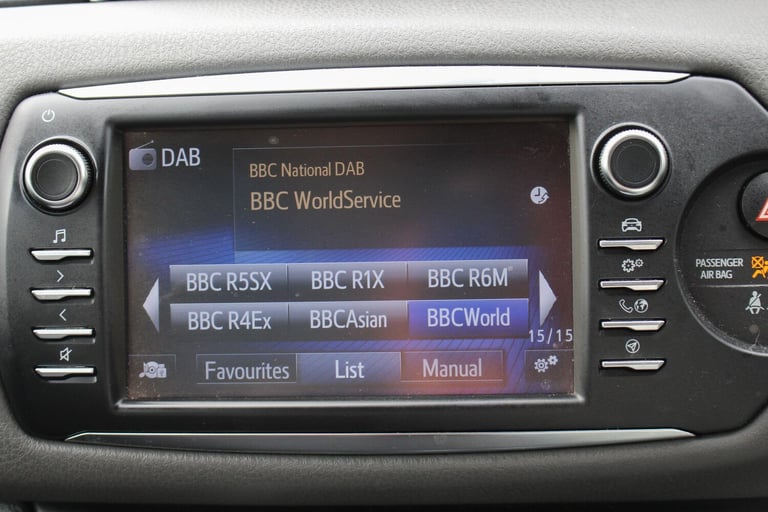 DAB
BBC National DAB
BBC WorldService
BBC R5SX
BBC R1X
BBC R6M
BBC R4Ex
BBCAsian
BBCWorld
15/15
Favourites
List
Manual
PASSENGER
AIR BAG